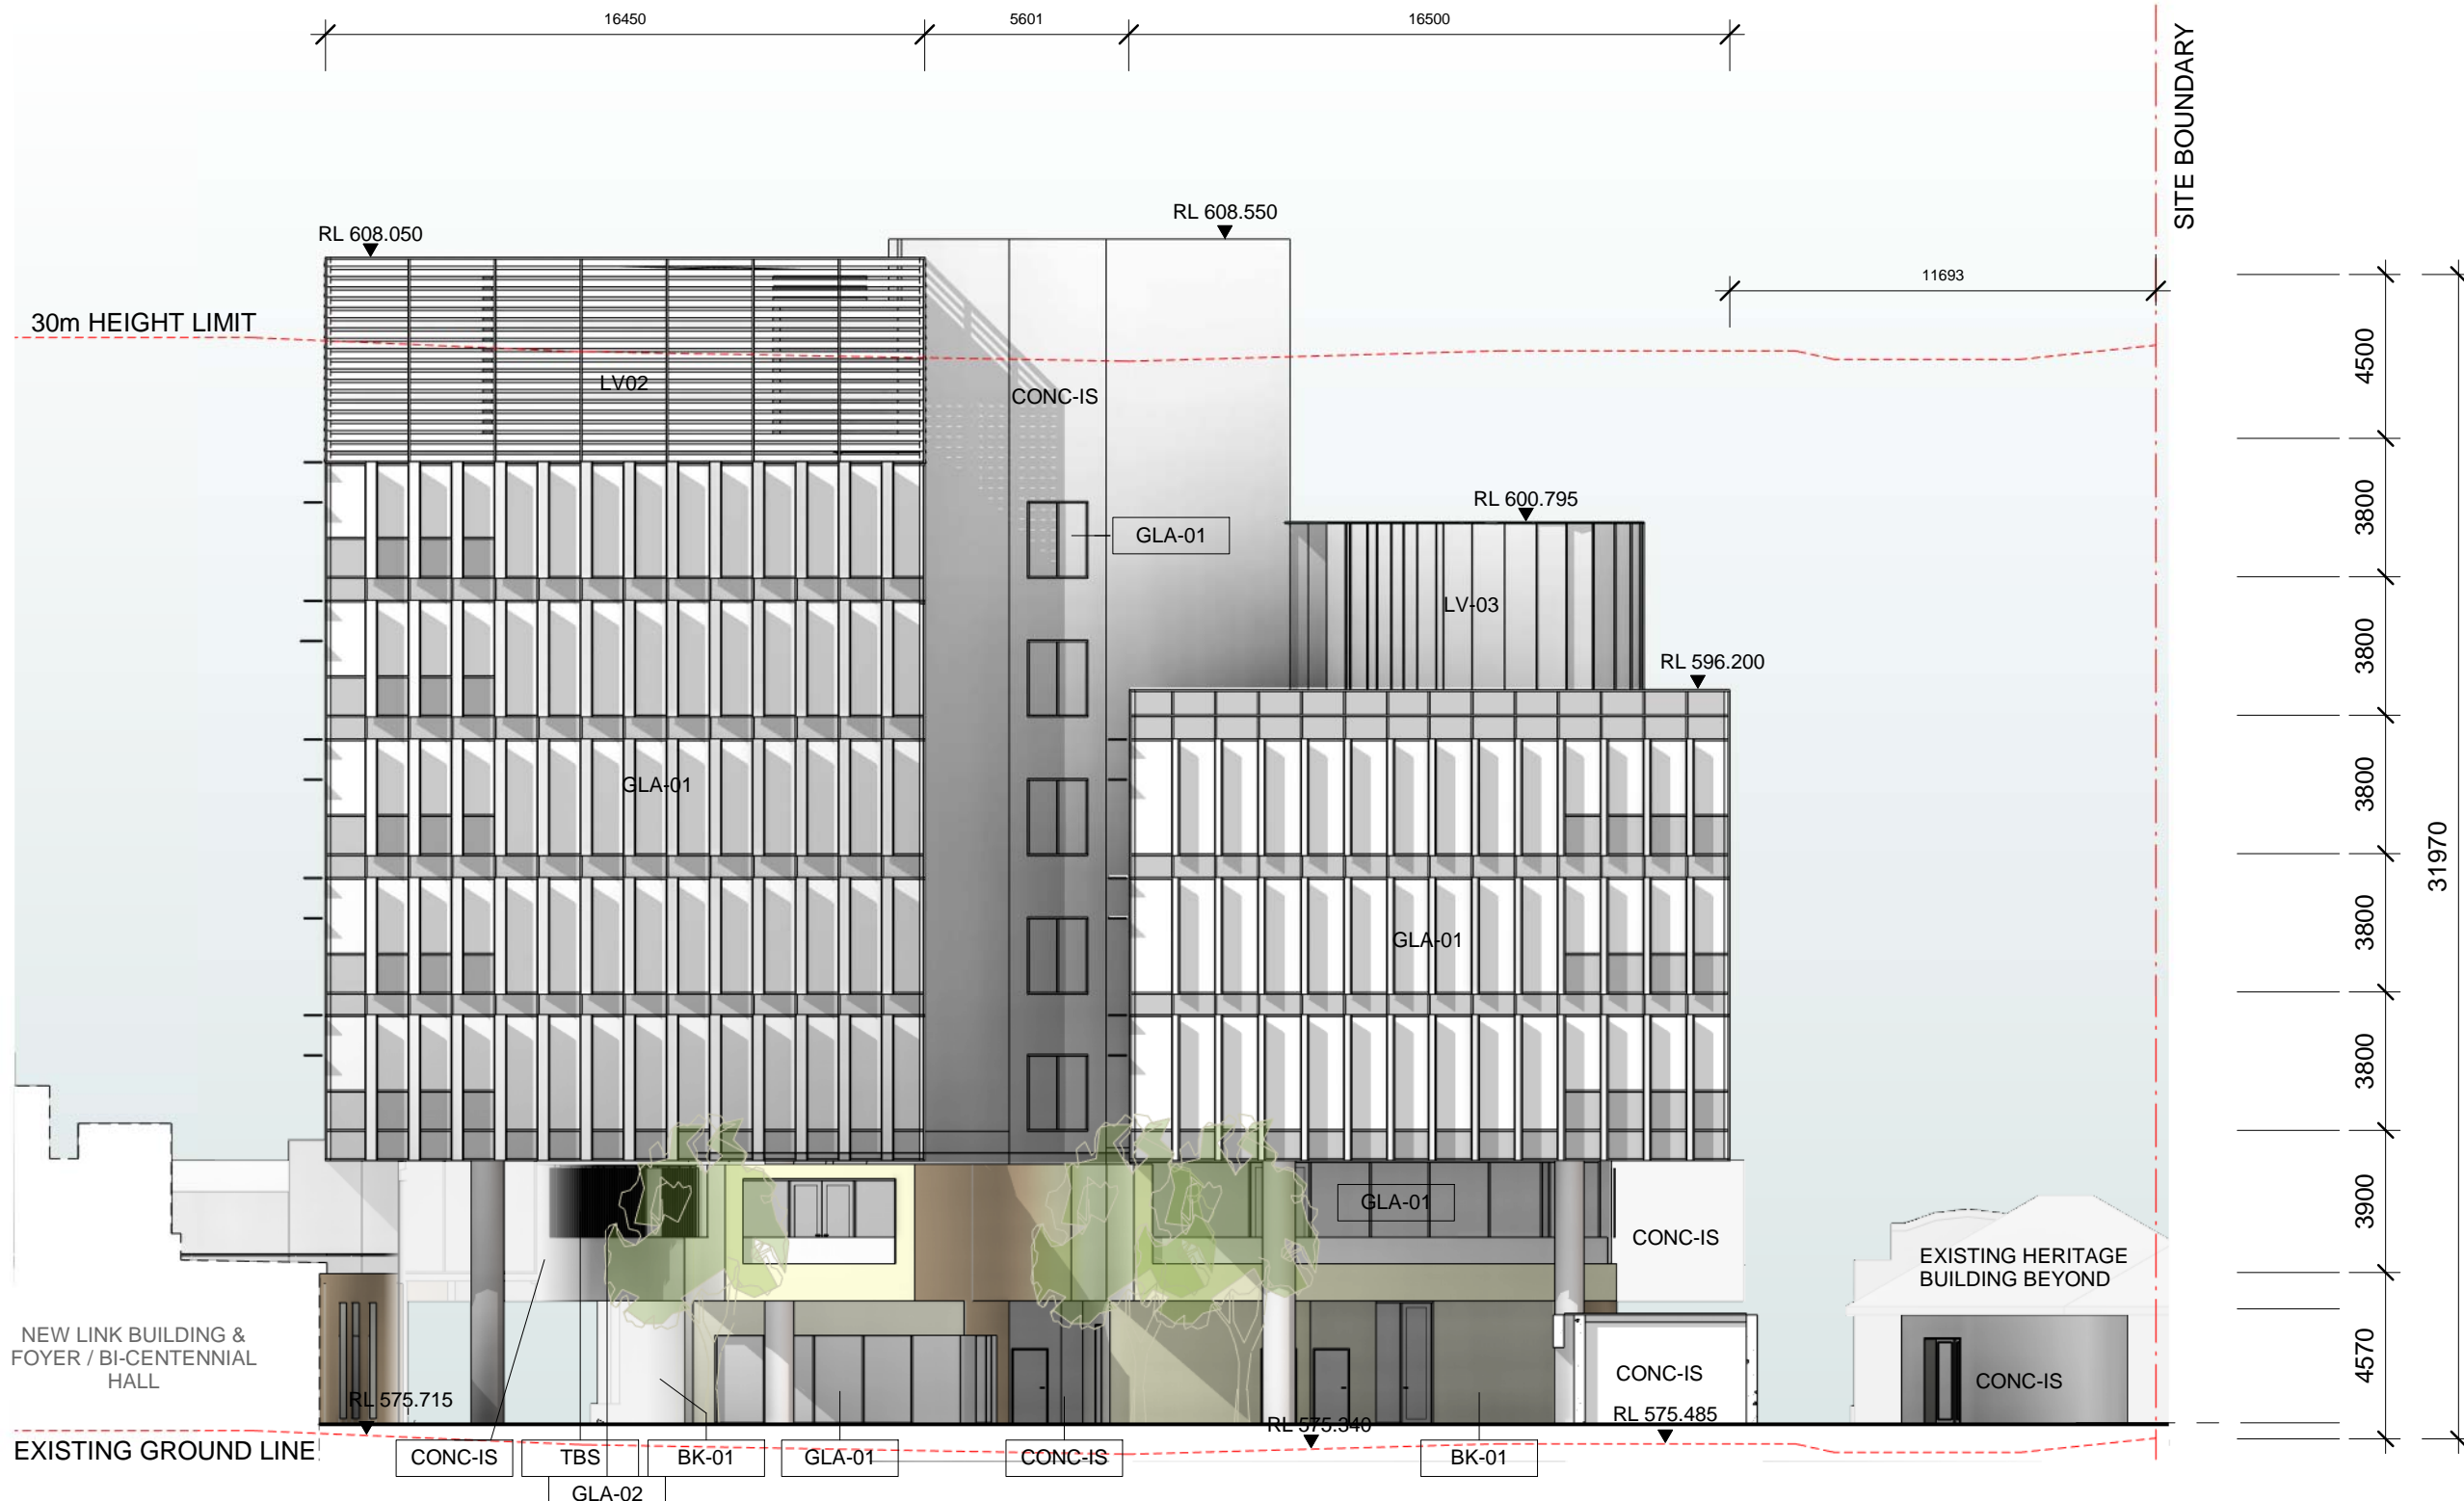 16450
5601
16500
SITE BOUNDARY
RL 608.050
RL 608.550
11693
30m HEIGHT LIMIT
4500
LV02
CONC-IS
3800
RL 600.795
GLA-01
LV-03
3800
RL 596.200
GLA-01
3800
31970
GLA-01
3800
3800
GLA-01
3900
CONC-IS
EXISTING HERITAGE
BUILDING BEYOND
NEW LINK BUILDING &
FOYER / BI-CENTENNIAL
HALL
4570
CONC-IS
CONC-IS
RL 575.715
RL 575.340
RL 575.485
EXISTING GROUND LINE
CONC-IS
TBS
BK-01
GLA-01
CONC-IS
BK-01
GLA-02